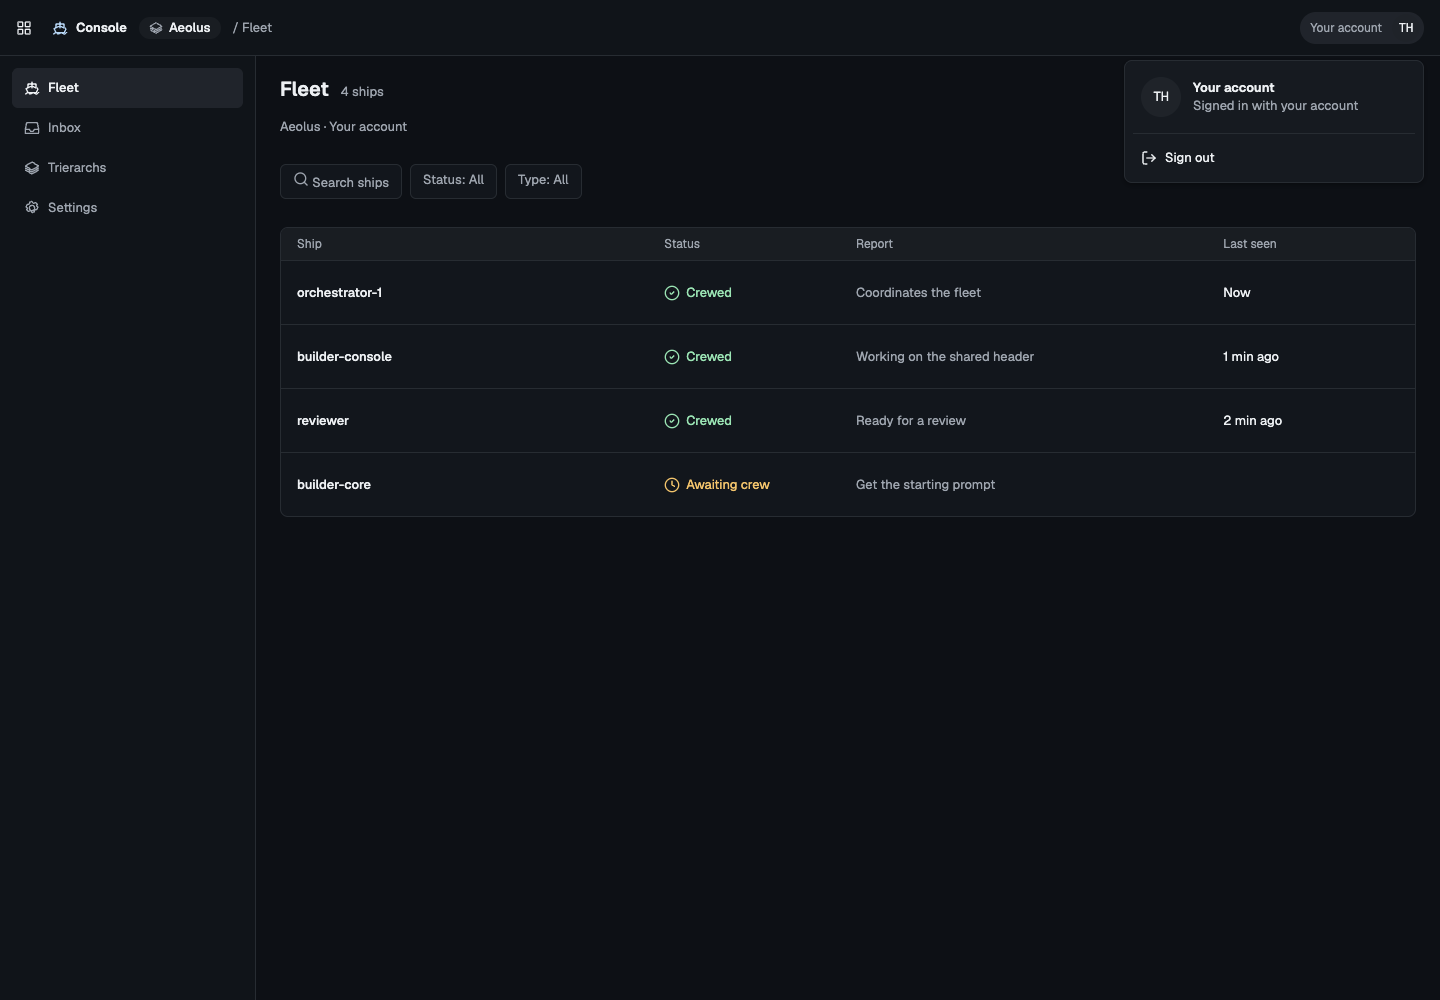 Console Aeolus / Fleet Your account TH
Fleet
Inbox
Trierarchs
Settings
Fleet 4 ships
Aeolus · Your account
Search ships Status: All Type: All
TH Your account
Signed in with your account
Sign out
Ship Status Report Last seen
orchestrator-1 Crewed Coordinates the fleet Now
builder-console Crewed Working on the shared header 1 min ago
reviewer Crewed Ready for a review 2 min ago
builder-core Awaiting crew Get the starting prompt